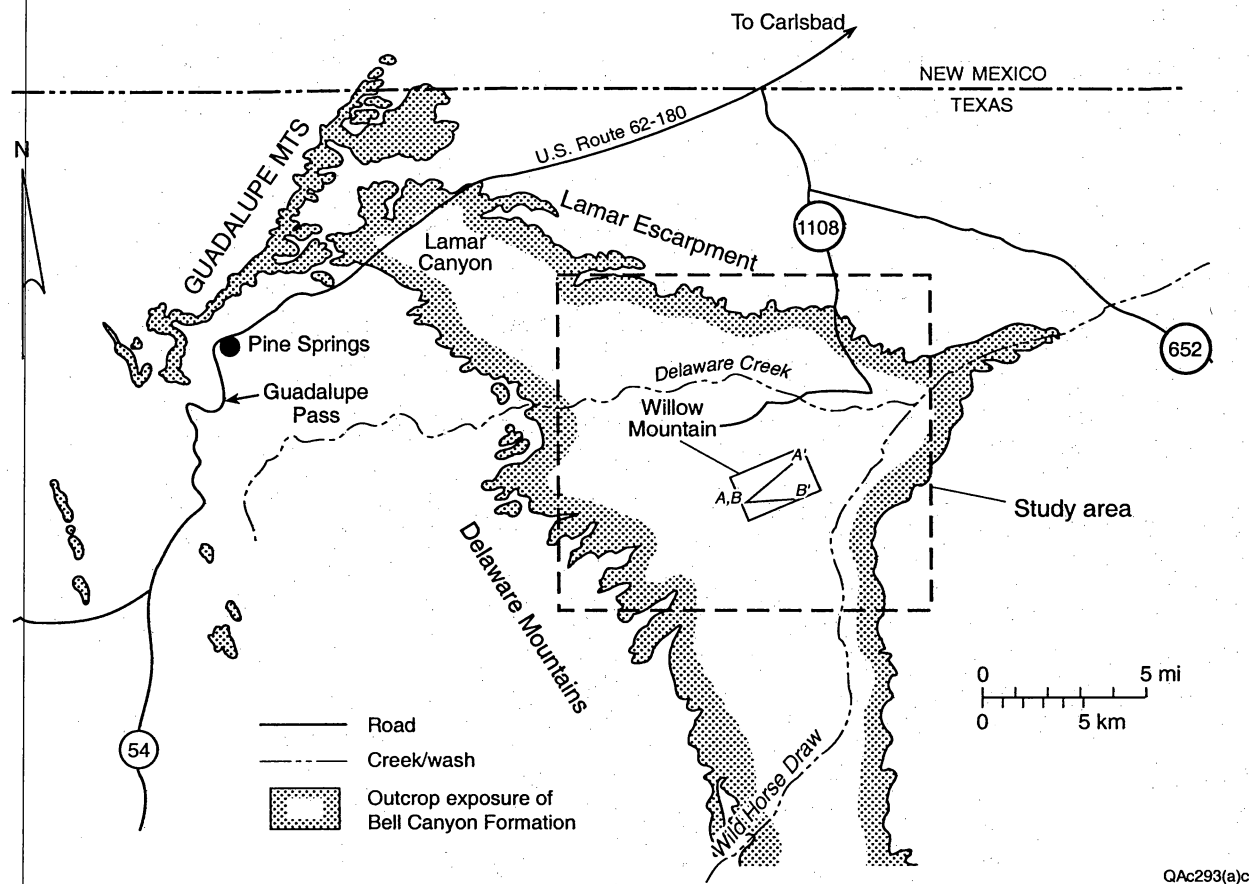 To Carlsbad
NEW MEXICO
TEXAS
U.S. Route 62-180
N
GUADALUPE MTS
Lamar Escarpment
1108
Lamar
Canyon
652
Pine Springs
Guadalupe
Pass
Delaware Creek
Willow
Mountain
A'
A,B
B'
Study area
Delaware Mountains
0
5 mi
0
5 km
Wild Horse Draw
54
Road
Creek/wash
Outcrop exposure of
Bell Canyon Formation
QAc293(a)c